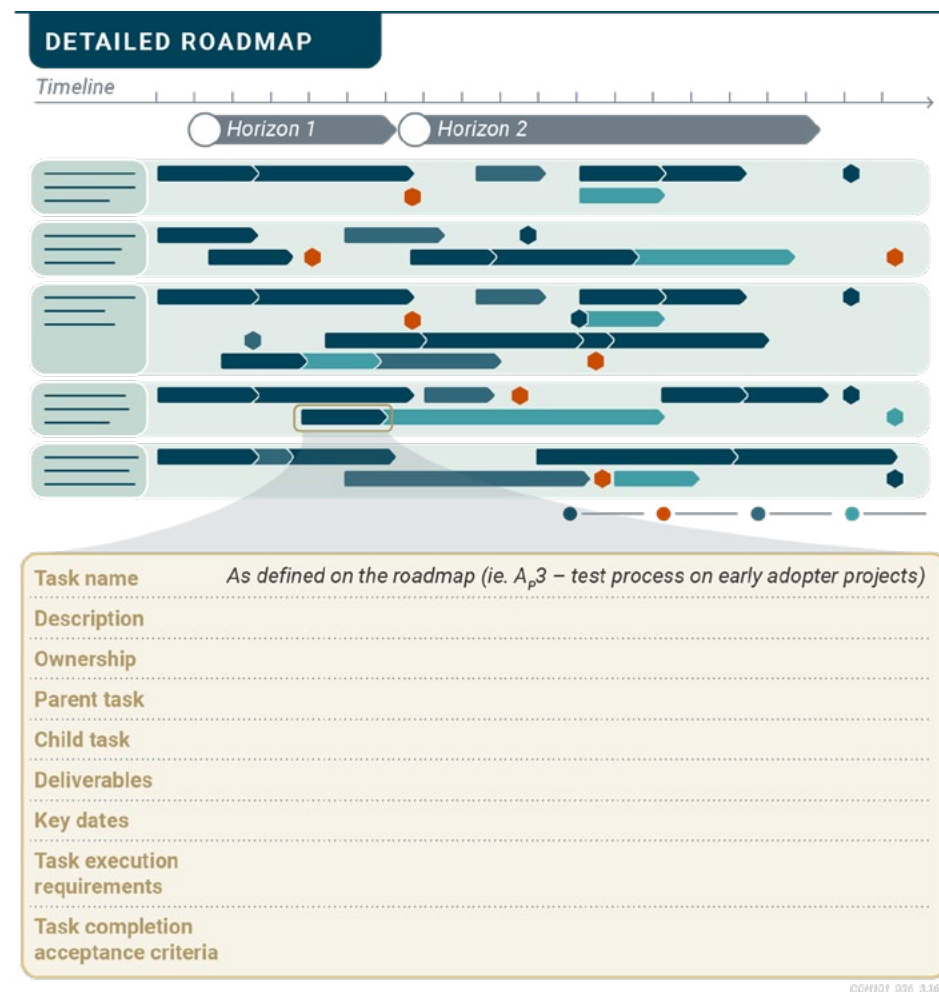 DETAILED ROADMAP
Timeline
Horizon 1
Horizon 2
Task name
As defined on the roadmap (ie. Aₚ3 – test process on early adopter projects)
Description
Ownership
Parent task
Child task
Deliverables
Key dates
Task execution
requirements
Task completion
acceptance criteria